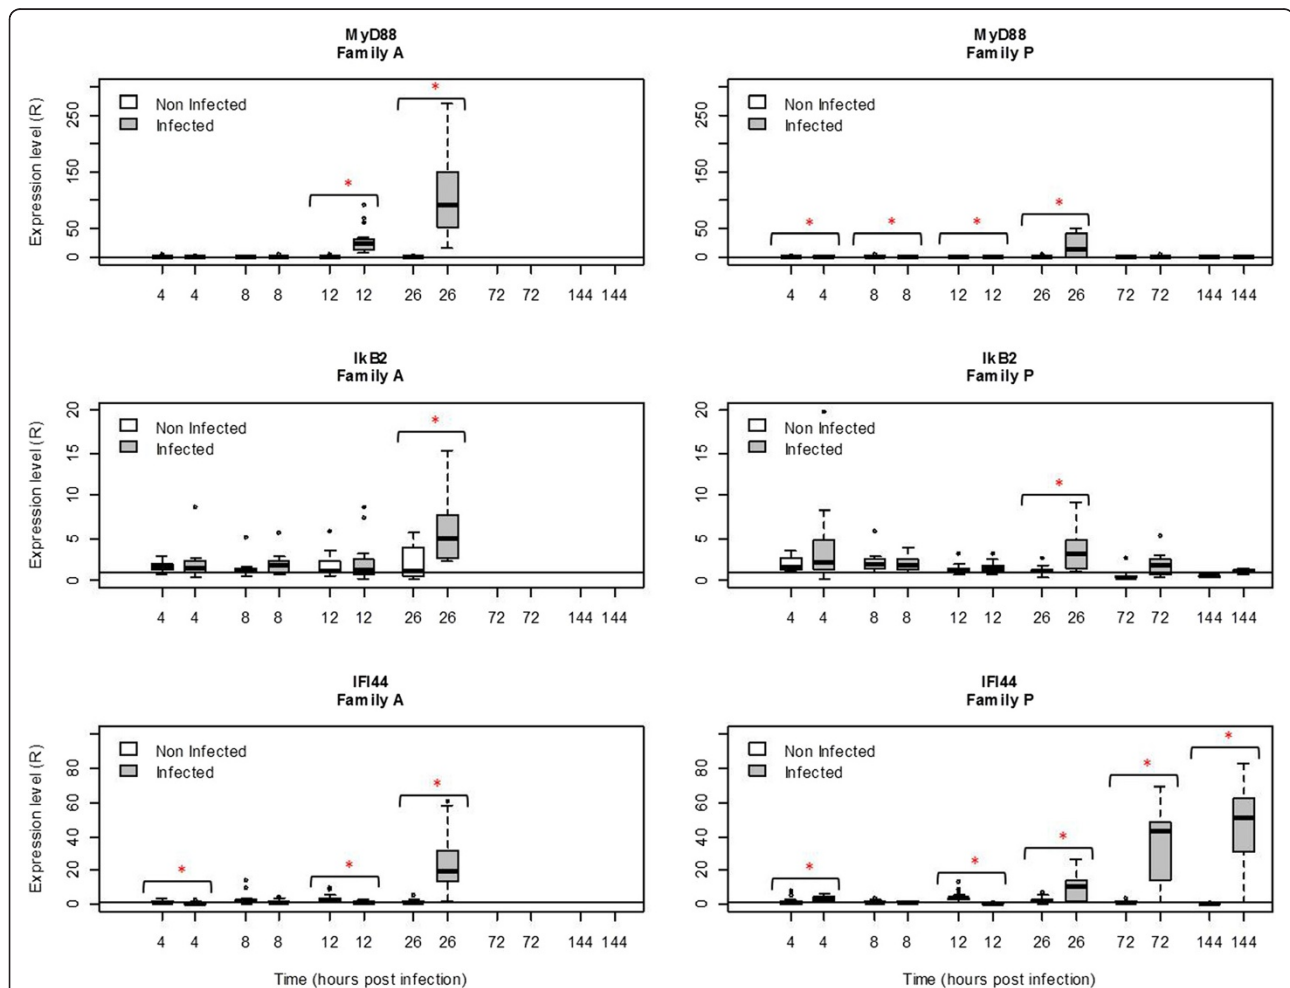 MyD88
Family A
Expression level (R)
250
150
50
0
Non Infected
Infected
*
*
4 4 8 8 12 12 26 26 72 72 144 144
MyD88
Family P
250
150
50
0
Non Infected
Infected
*
*
*
*
4 4 8 8 12 12 26 26 72 72 144 144
IkB2
Family A
Expression level (R)
20
15
10
5
0
Non Infected
Infected
*
4 4 8 8 12 12 26 26 72 72 144 144
IkB2
Family P
20
15
10
5
0
Non Infected
Infected
*
4 4 8 8 12 12 26 26 72 72 144 144
IFI44
Family A
Expression level (R)
80
60
40
20
0
Non Infected
Infected
*
*
*
4 4 8 8 12 12 26 26 72 72 144 144
Time (hours post infection)
IFI44
Family P
80
60
40
20
0
Non Infected
Infected
*
*
*
*
*
4 4 8 8 12 12 26 26 72 72 144 144
Time (hours post infection)